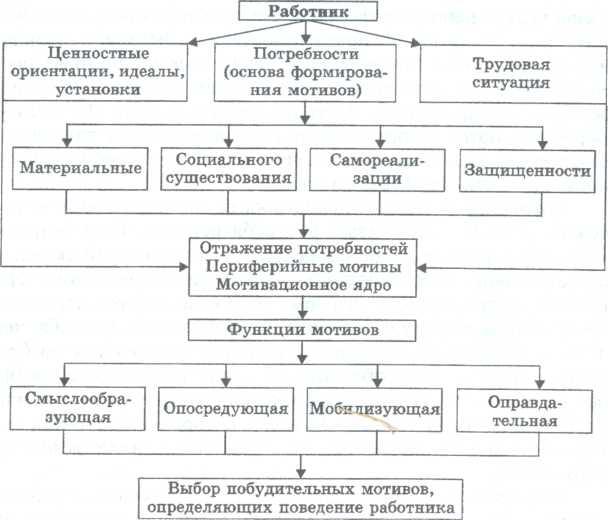 Работник
Ценностные
ориентации, идеалы,
установки
Потребности
(основа формирова-
ния мотивов)
Трудовая
ситуация
Материальные
Социального
существования
Самореали-
зации
Защищенности
Отражение потребностей
Периферийные мотивы
Мотивационное ядро
Функции мотивов
Смыслообра-
зующая
Опосредующая
Мобилизующая
Оправда-
тельная
Выбор побудительных мотивов,
определяющих поведение работника